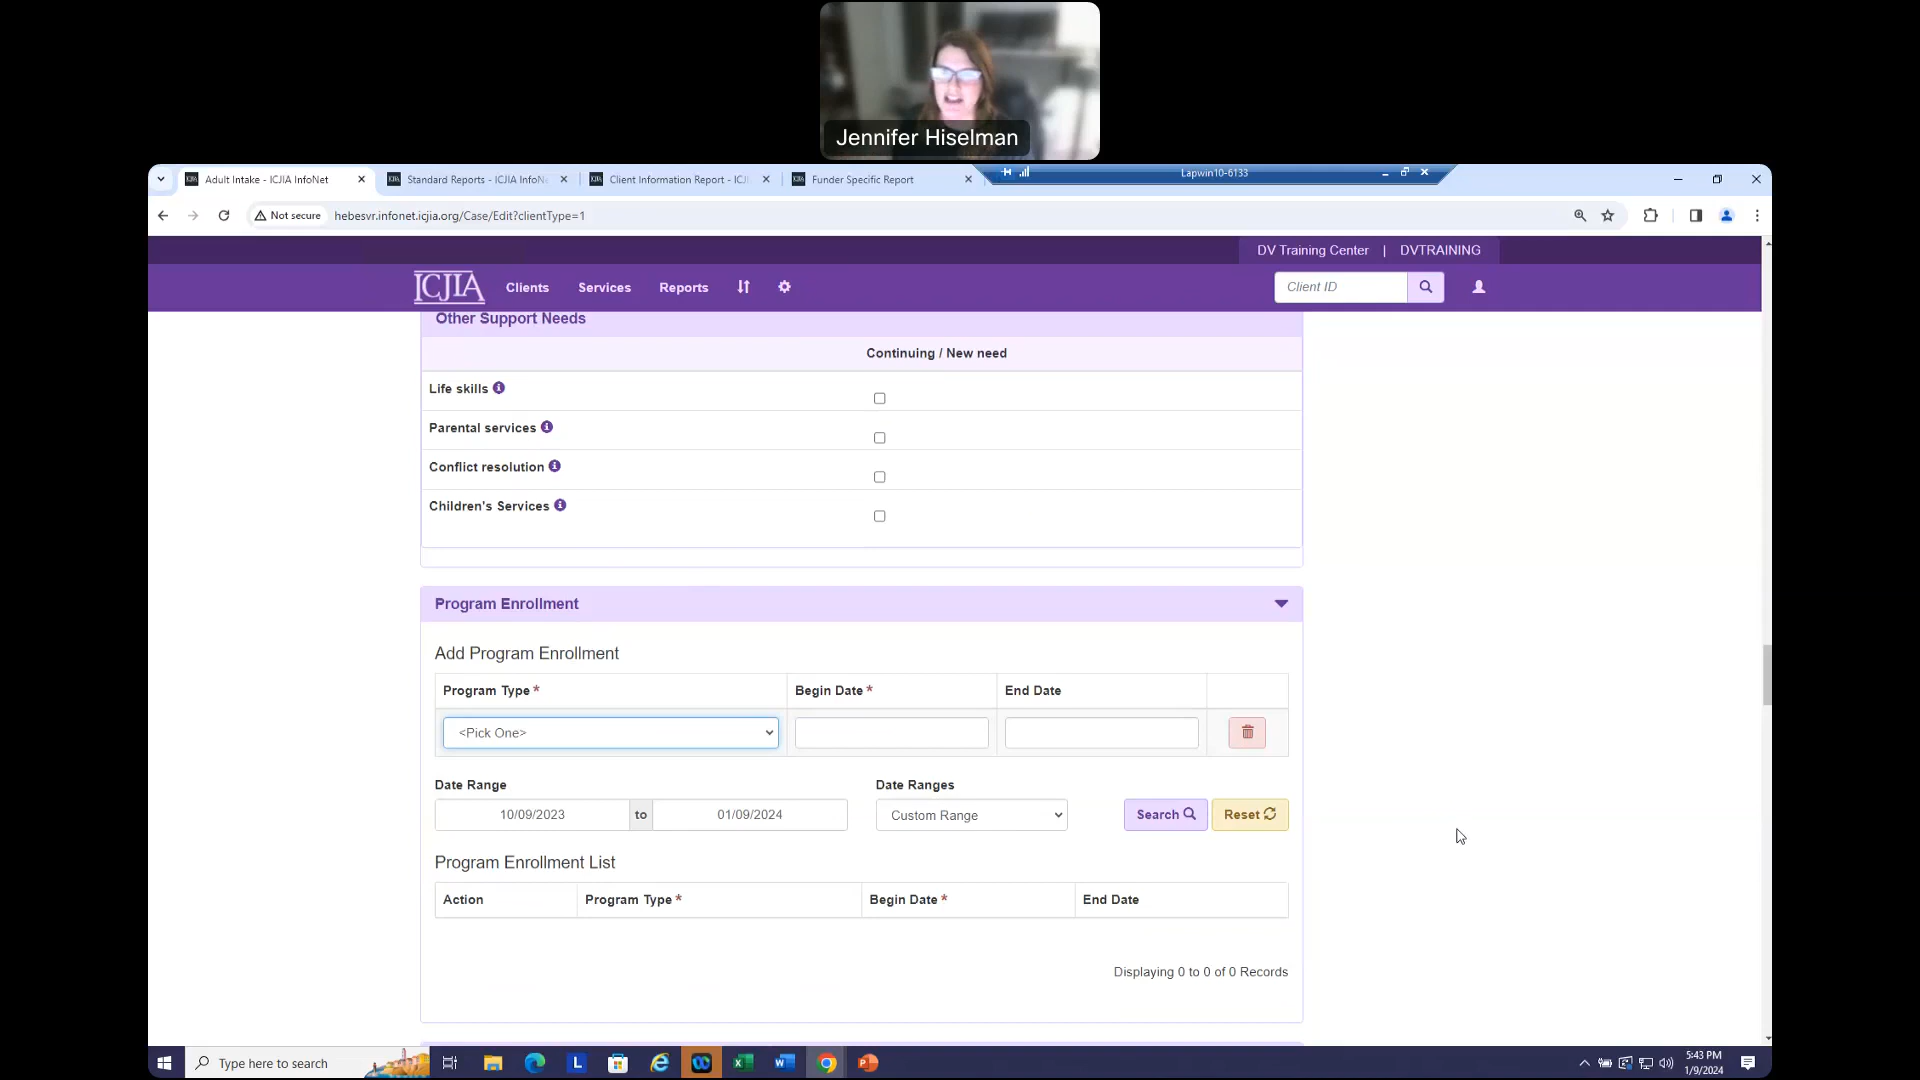 Jennifer Hiselman
Adult Intake - ICJIA InfoNet
Standard Reports - ICJIA InfoN
Client Information Report - ICJ
Funder Specific Report
Lapwin10-6133
Not secure
hebesvr.infonet.icjia.org/Case/Edit?clientType=1
DV Training Center | DVTRAINING
ICJIA
Clients
Services
Reports
Client ID
Other Support Needs
Continuing / New need
Life skills
Parental services
Conflict resolution
Children's Services
Program Enrollment
Add Program Enrollment
Program Type *
Begin Date *
End Date
<Pick One>
Date Range
Date Ranges
10/09/2023 to 01/09/2024
Custom Range
Search
Reset
Program Enrollment List
Action
Program Type *
Begin Date *
End Date
Displaying 0 to 0 of 0 Records
Type here to search
5:43 PM
1/9/2024